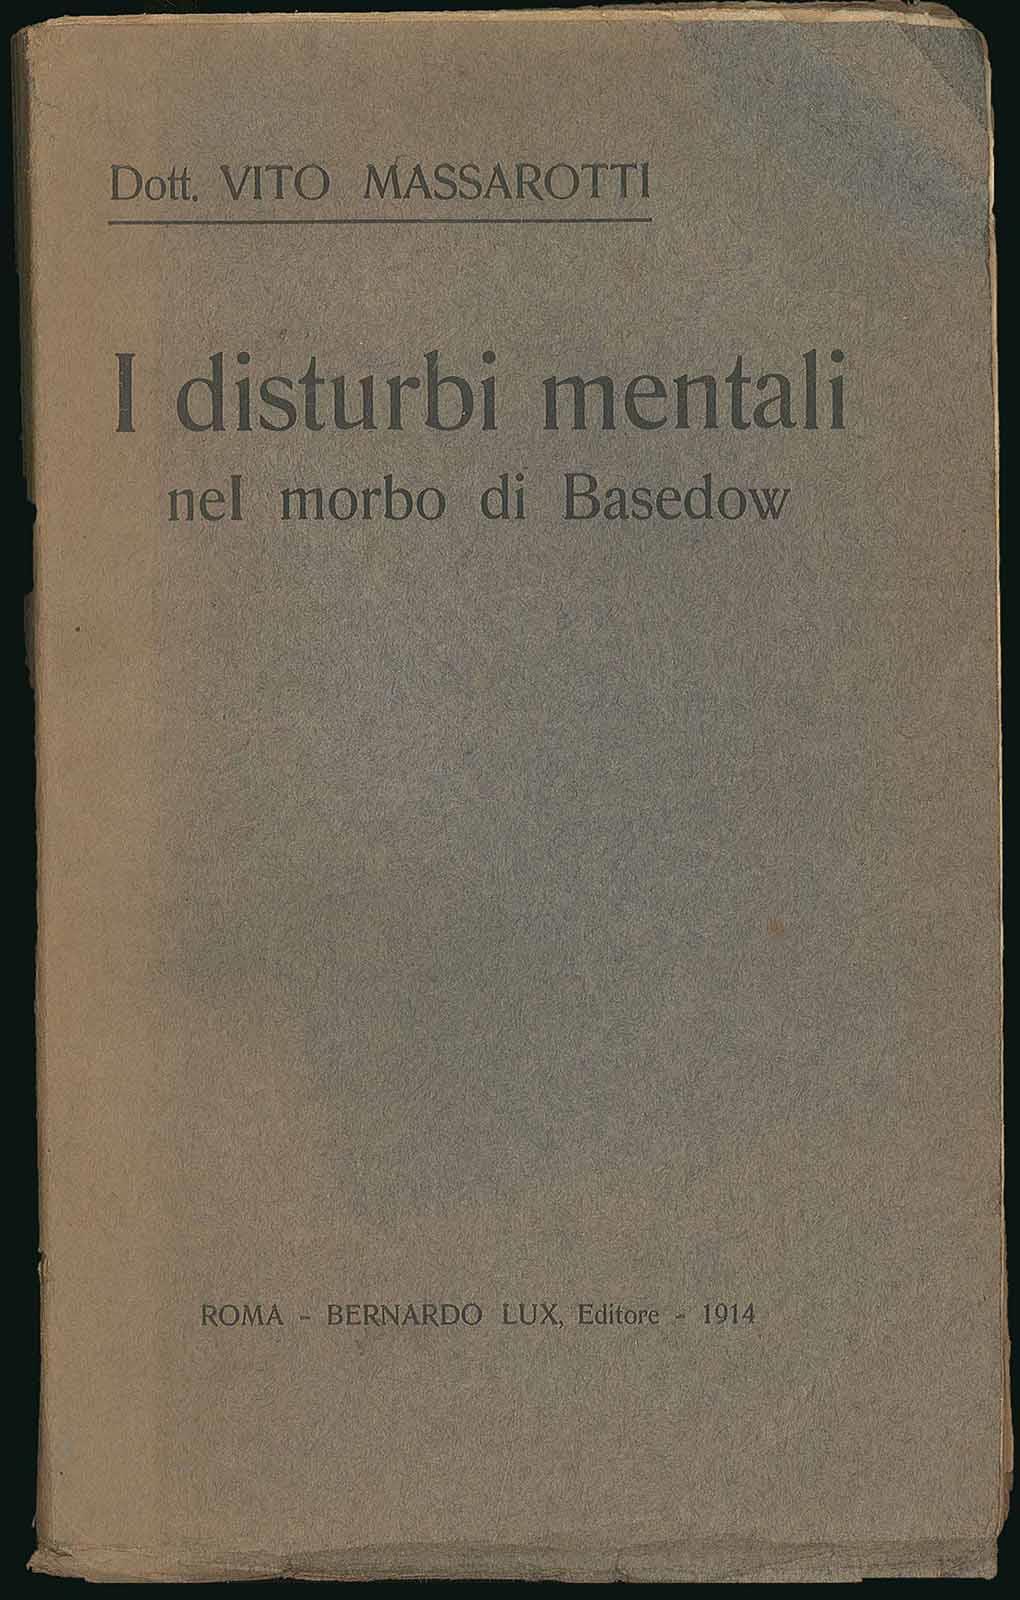 Dott. VITO MASSAROTTI
I disturbi mentali
nel morbo di Basedow
ROMA - BERNARDO LUX, Editore - 1914